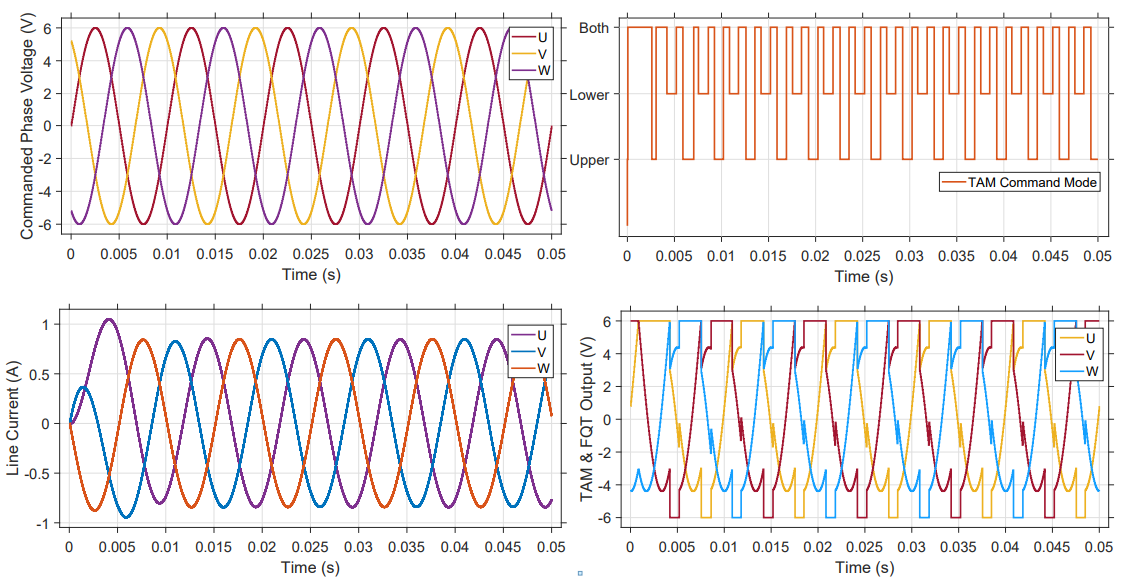 Commanded Phase Voltage (V)
6
4
2
0
-2
-4
-6
U
V
W
0 0.005 0.01 0.015 0.02 0.025 0.03 0.035 0.04 0.045 0.05
Time (s)
Both
Lower
Upper
TAM Command Mode
0 0.005 0.01 0.015 0.02 0.025 0.03 0.035 0.04 0.045 0.05
Time (s)
Line Current (A)
1
0.5
0
-0.5
-1
U
V
W
0 0.005 0.01 0.015 0.02 0.025 0.03 0.035 0.04 0.045 0.05
Time (s)
TAM & FQT Output (V)
6
4
2
0
-2
-4
-6
U
V
W
0 0.005 0.01 0.015 0.02 0.025 0.03 0.035 0.04 0.045 0.05
Time (s)